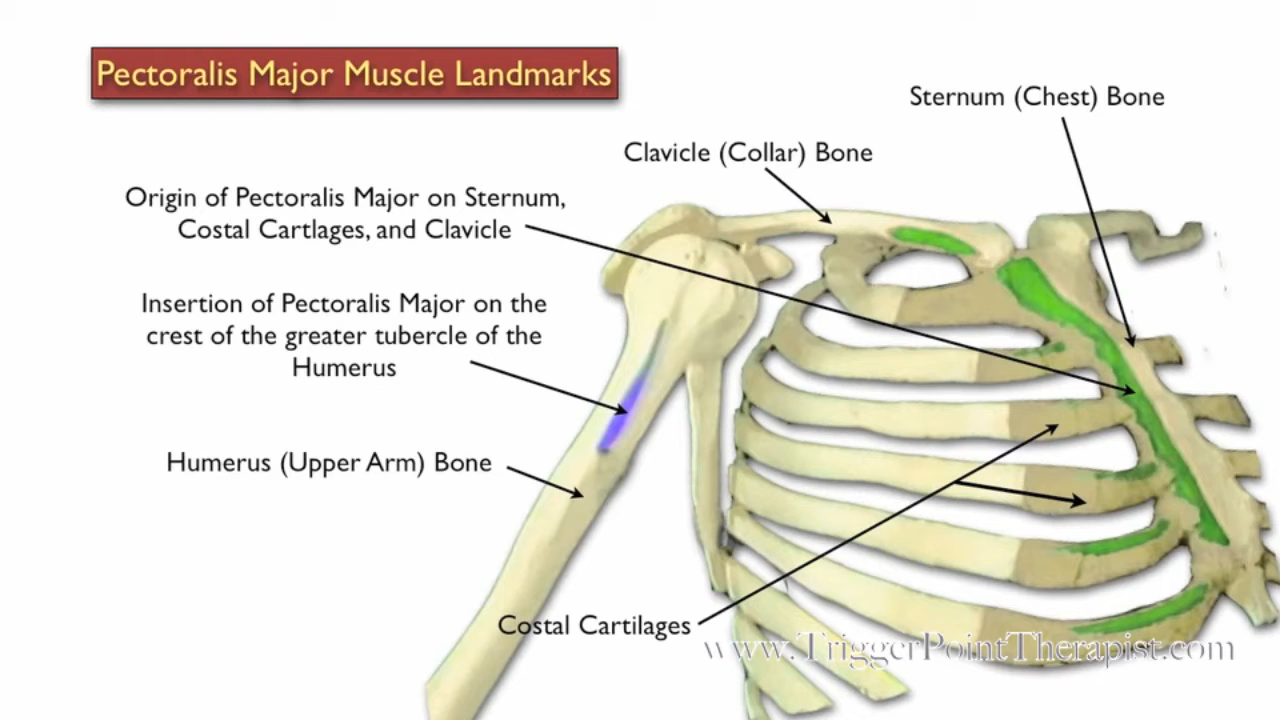 Pectoralis Major Muscle Landmarks
Sternum (Chest) Bone
Clavicle (Collar) Bone
Origin of Pectoralis Major on Sternum,
Costal Cartlages, and Clavicle
Insertion of Pectoralis Major on the
crest of the greater tubercle of the
Humerus
Humerus (Upper Arm) Bone
Costal Cartilages
www.TriggerPointTherapist.com